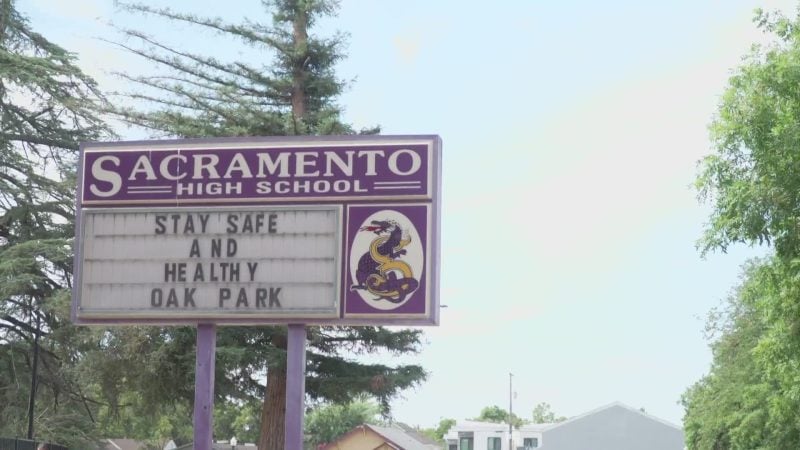 SACRAMENTO
HIGH SCHOOL
STAY SAFE
AND
HEALTHY
OAK PARK